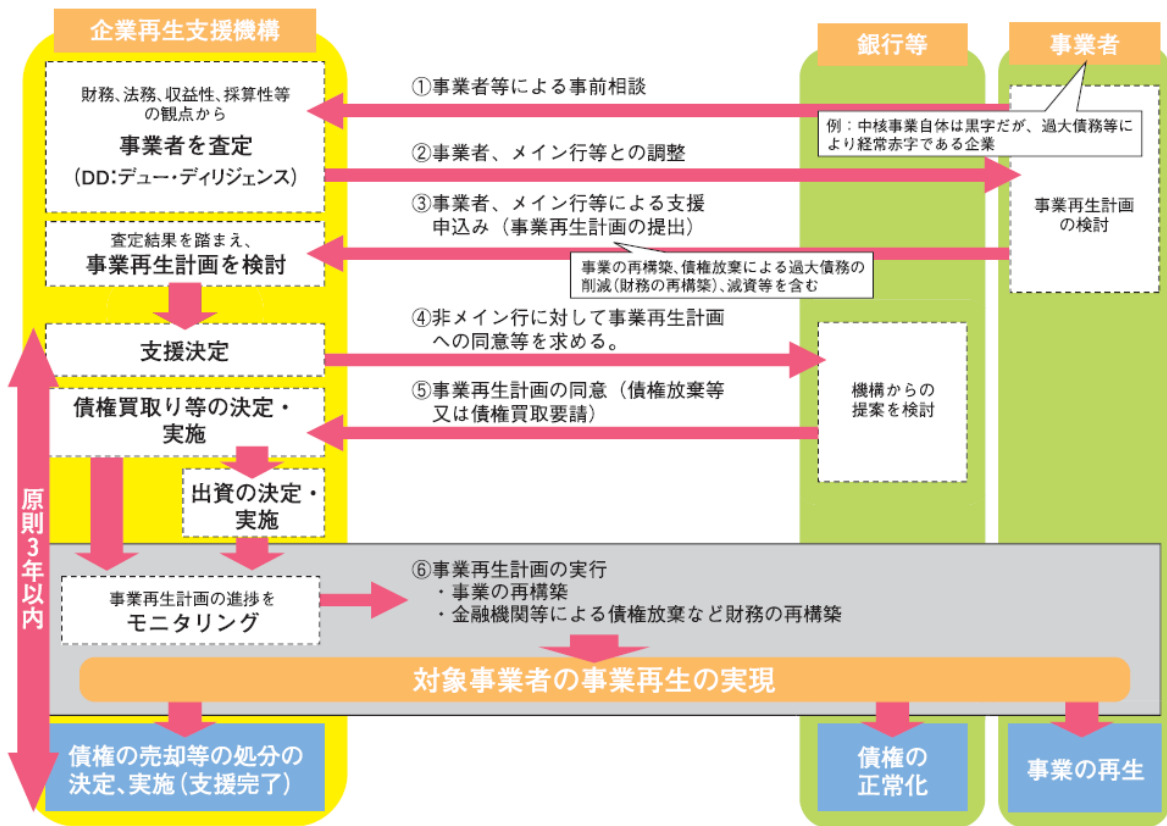 企業再生支援機構
銀行等
事業者
財務、法務、収益性、採算性等
の観点から
事業者を査定
(DD:デュー・ディリジェンス)
①事業者等による事前相談
例：中核事業自体は黒字だが、過大債務等に
より経常赤字である企業
②事業者、メイン行等との調整
事業再生計画
の検討
③事業者、メイン行等による支援
申込み（事業再生計画の提出）
事業の再構築、債権放棄による過大債務の
削減(財務の再構築)、減資等を含む
査定結果を踏まえ、
事業再生計画を検討
支援決定
④非メイン行に対して事業再生計画
への同意等を求める。
機構からの
提案を検討
債権買取り等の決定・
実施
⑤事業再生計画の同意（債権放棄等
又は債権買取要請）
出資の決定・
実施
原則3年以内
事業再生計画の進捗を
モニタリング
⑥事業再生計画の実行
・事業の再構築
・金融機関等による債権放棄など財務の再構築
対象事業者の事業再生の実現
債権の売却等の処分の
決定、実施(支援完了)
債権の
正常化
事業の再生